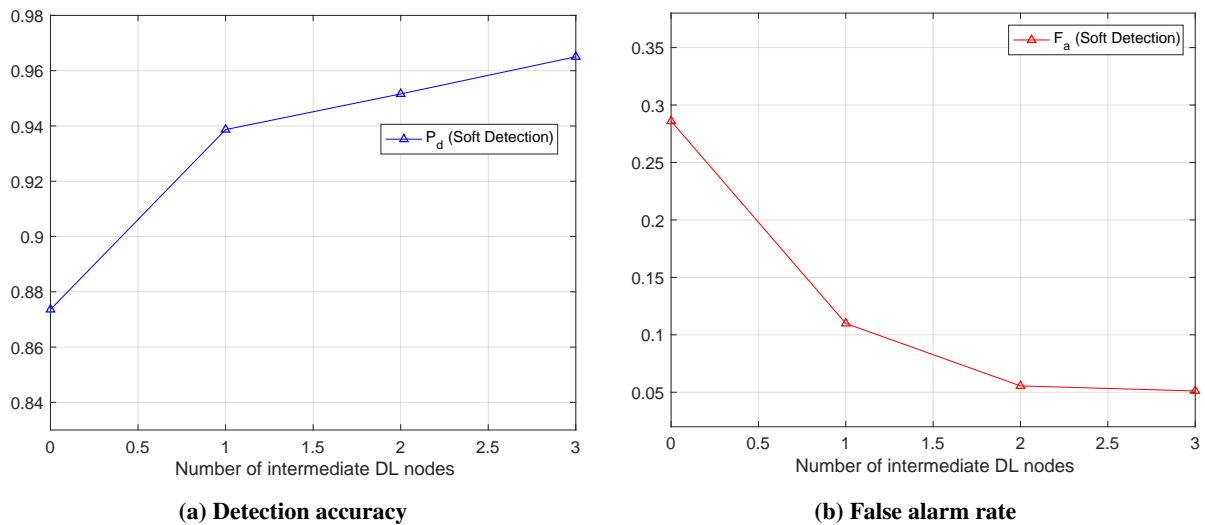 0.98
0.96
0.94
0.92
0.9
0.88
0.86
0.84
P_d (Soft Detection)
0 0.5 1 1.5 2 2.5 3
Number of intermediate DL nodes
(a) Detection accuracy
0.35
0.3
0.25
0.2
0.15
0.1
0.05
F_a (Soft Detection)
0 0.5 1 1.5 2 2.5 3
Number of intermediate DL nodes
(b) False alarm rate